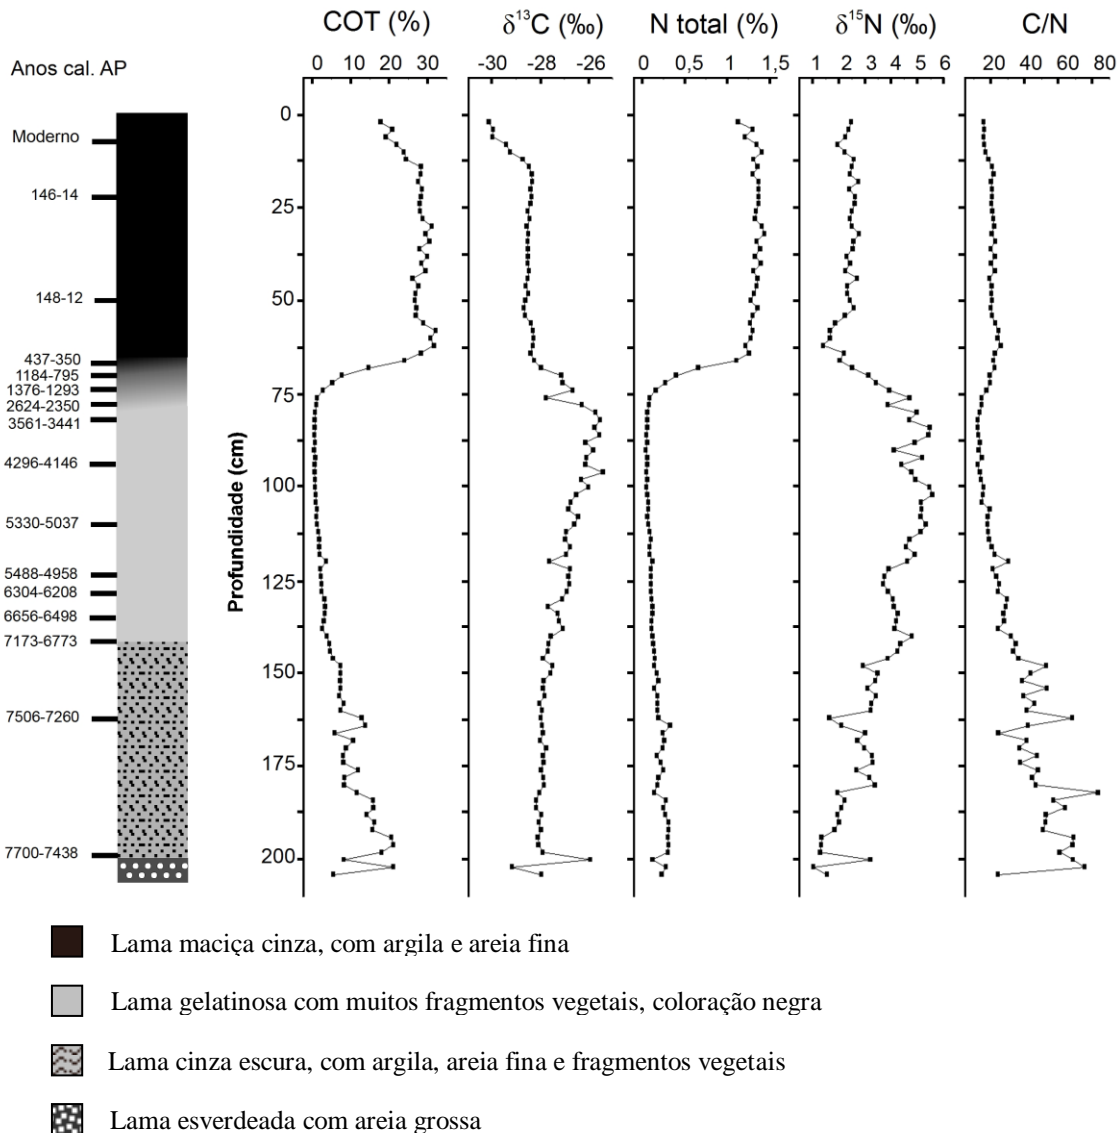 COT (%) δ¹³C (‰) N total (%) δ¹⁵N (‰) C/N
Anos cal. AP
0 10 20 30
-30 -28 -26
0 0,5 1 1,5
1 2 3 4 5 6
20 40 60 80
Profundidade (cm)
0
25
50
75
100
125
150
175
200
Moderno
146-14
148-12
437-350
1184-795
1376-1293
2624-2350
3561-3441
4296-4146
5330-5037
5488-4958
6304-6208
6656-6498
7173-6773
7506-7260
7700-7438
Lama maciça cinza, com argila e areia fina
Lama gelatinosa com muitos fragmentos vegetais, coloração negra
Lama cinza escura, com argila, areia fina e fragmentos vegetais
Lama esverdeada com areia grossa